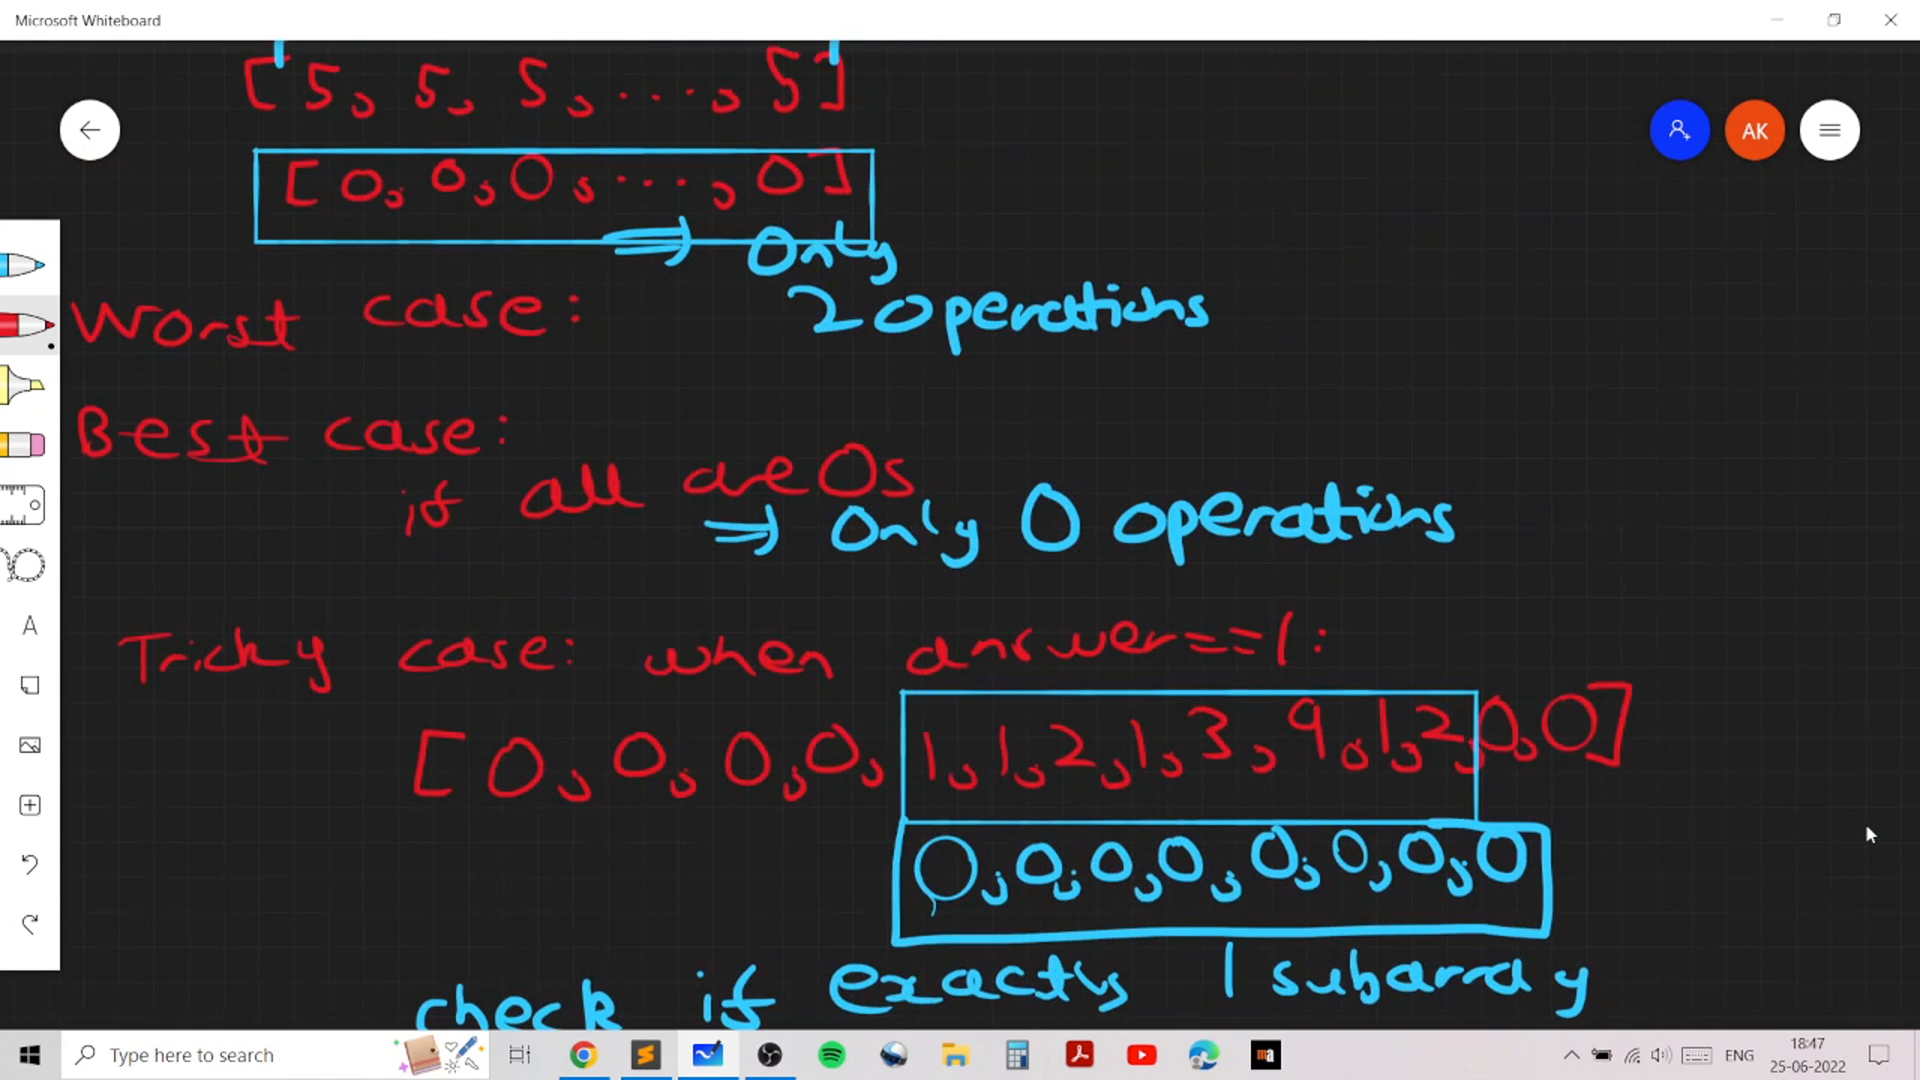 Microsoft Whiteboard
[5, 5, 5, ..., 5]
[0, 0, 0, ..., 0]
⇒ Only
2 operations
Worst case:
Best case:
if all are 0s
⇒ Only 0 operations
Tricky case: when answer==1:
[0, 0, 0, 0, 1, 1, 2, 1, 3, 9, 1, 2, 0, 0]
0, 0, 0, 0, 0, 0, 0, 0
check if exactly 1 subarray
AK
A
Type here to search
ma
ENG
18:47
25-06-2022